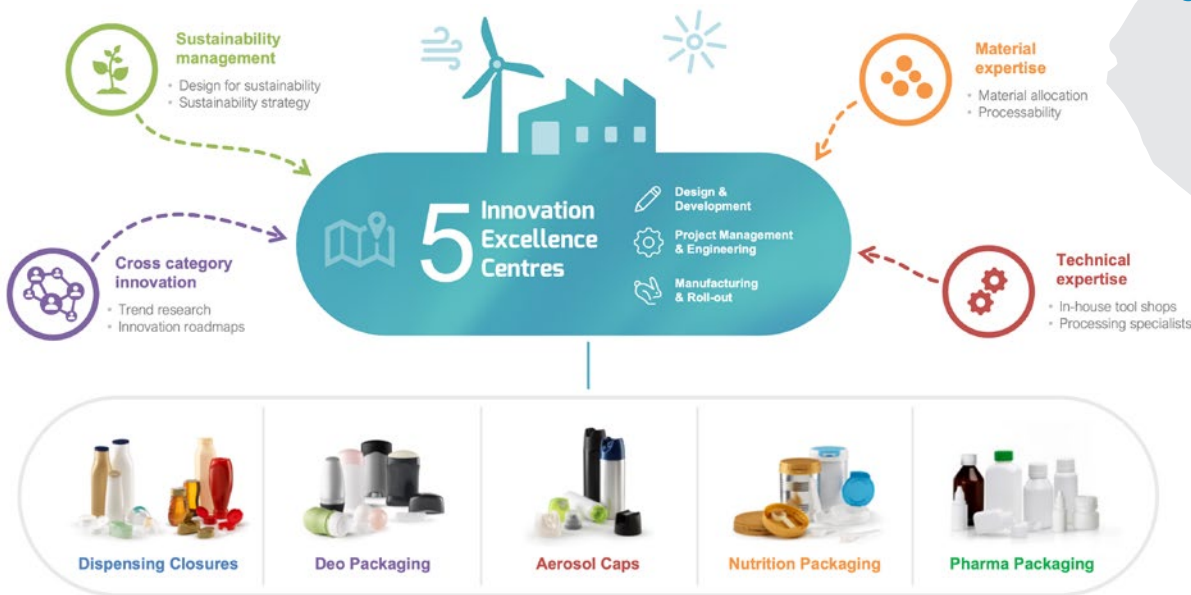 Sustainability
management
• Design for sustainability
• Sustainability strategy
Material
expertise
• Material allocation
• Processability
5 Innovation
Excellence
Centres
Design &
Development
Project Management
& Engineering
Manufacturing
& Roll-out
Cross category
innovation
• Trend research
• Innovation roadmaps
Technical
expertise
• In-house tool shops
• Processing specialists
Dispensing Closures
Deo Packaging
Aerosol Caps
Nutrition Packaging
Pharma Packaging